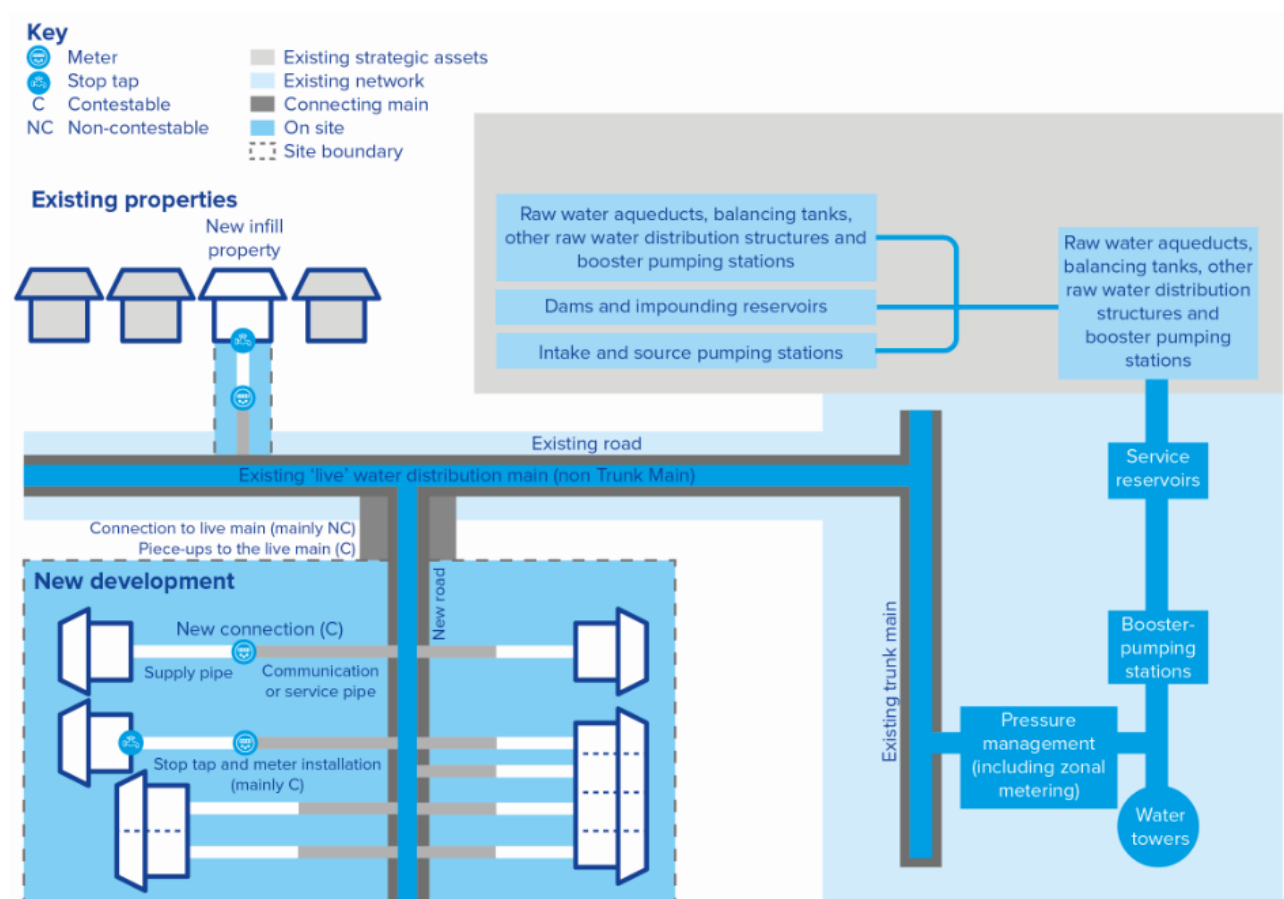 Key
Meter
Stop tap
C Contestable
NC Non-contestable
Existing strategic assets
Existing network
Connecting main
On site
Site boundary
Existing properties
New infill
property
Raw water aqueducts, balancing tanks,
other raw water distribution structures and
booster pumping stations
Dams and impounding reservoirs
Intake and source pumping stations
Raw water aqueducts,
balancing tanks, other
raw water distribution
structures and
booster pumping
stations
Existing road
Existing ‘live’ water distribution main (non Trunk Main)
Connection to live main (mainly NC)
Piece-ups to the live main (C)
New development
New road
New connection (C)
Supply pipe
Communication
or service pipe
Stop tap and meter installation
(mainly C)
Existing trunk main
Service
reservoirs
Booster-
pumping
stations
Pressure
management
(including zonal
metering)
Water
towers